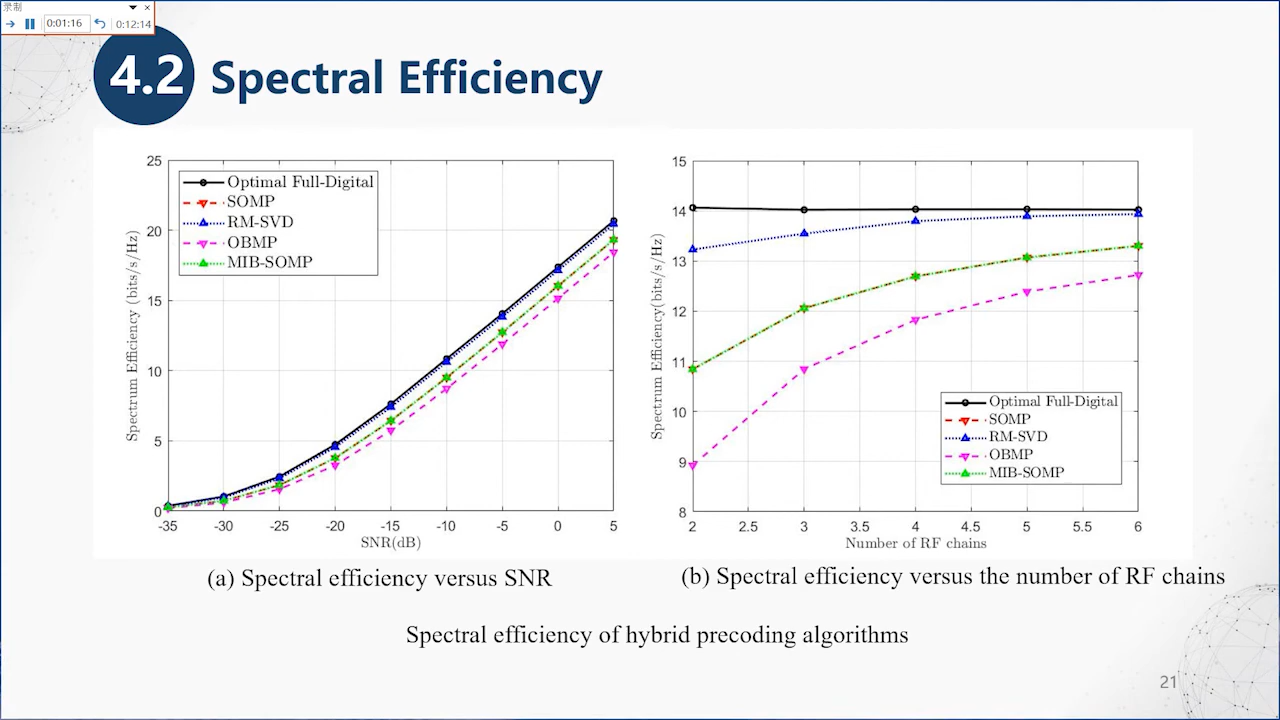 录制
0:01:16
0:12:14
4.2 Spectral Efficiency
25
20
15
10
5
0
-35 -30 -25 -20 -15 -10 -5 0 5
Spectrum Efficiency (bits/s/Hz)
SNR(dB)
Optimal Full-Digital
SOMP
RM-SVD
OBMP
MIB-SOMP
15
14
13
12
11
10
9
8
2 2.5 3 3.5 4 4.5 5 5.5 6
Spectrum Efficiency(bits/s/Hz)
Number of RF chains
Optimal Full-Digital
SOMP
RM-SVD
OBMP
MIB-SOMP
(a) Spectral efficiency versus SNR
(b) Spectral efficiency versus the number of RF chains
Spectral efficiency of hybrid precoding algorithms
21